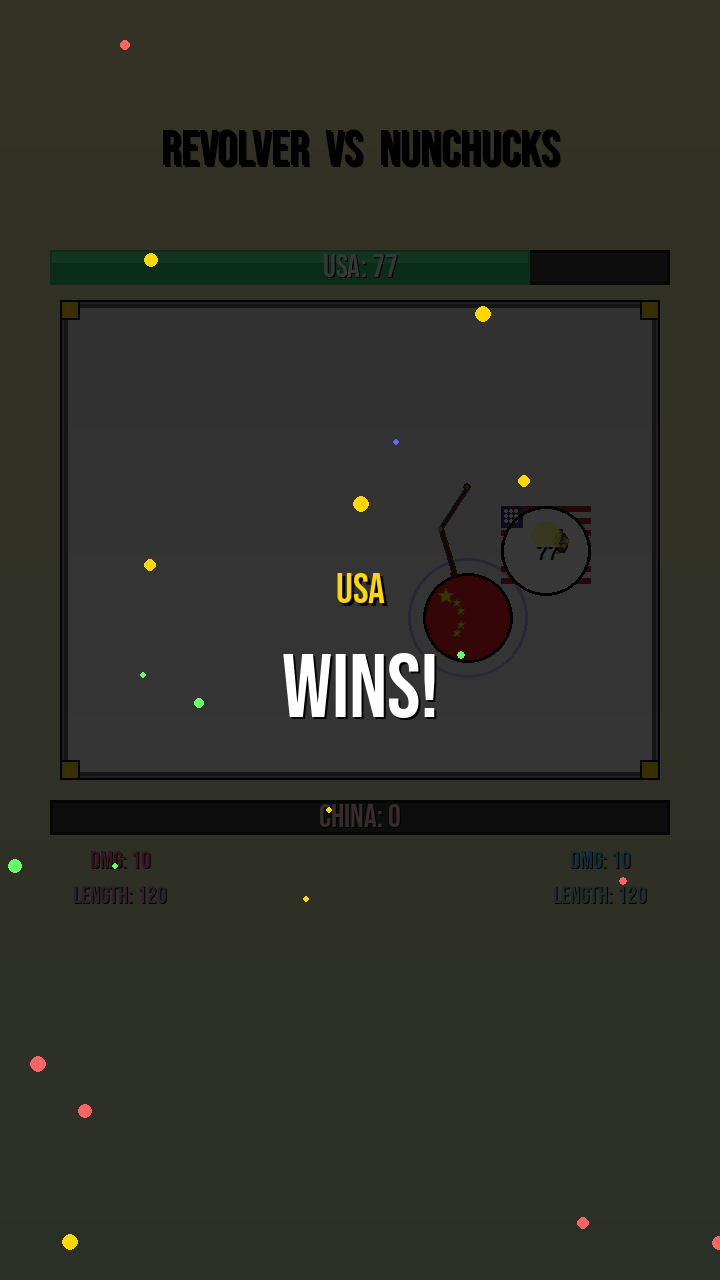 REVOLVER VS NUNCHUCKS
USA: 77
77
USA
WINS!
CHINA: 0
DMG: 10
DMG: 10
LENGTH: 120
LENGTH: 120